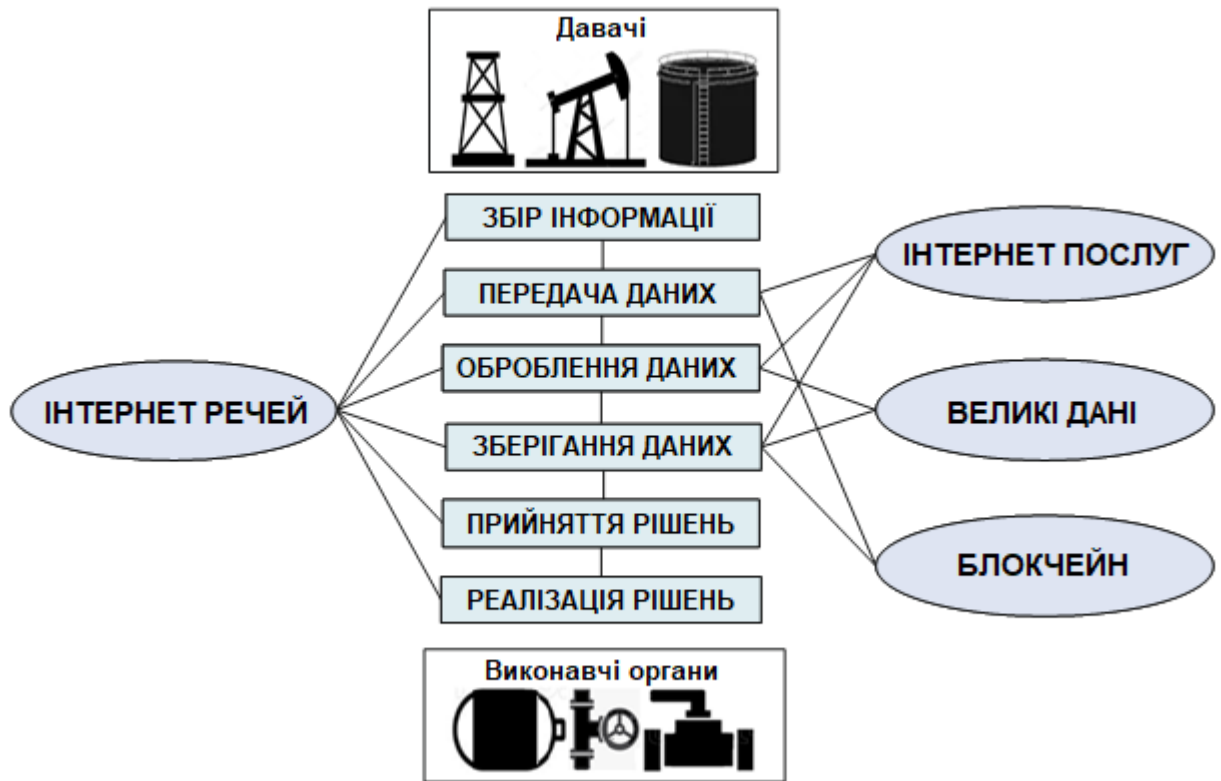 Давачі
ЗБІР ІНФОРМАЦІЇ
ПЕРЕДАЧА ДАНИХ
ОБРОБЛЕННЯ ДАНИХ
ЗБЕРІГАННЯ ДАНИХ
ПРИЙНЯТТЯ РІШЕНЬ
РЕАЛІЗАЦІЯ РІШЕНЬ
ІНТЕРНЕТ РЕЧЕЙ
ІНТЕРНЕТ ПОСЛУГ
ВЕЛИКІ ДАНІ
БЛОКЧЕЙН
Виконавчі органи